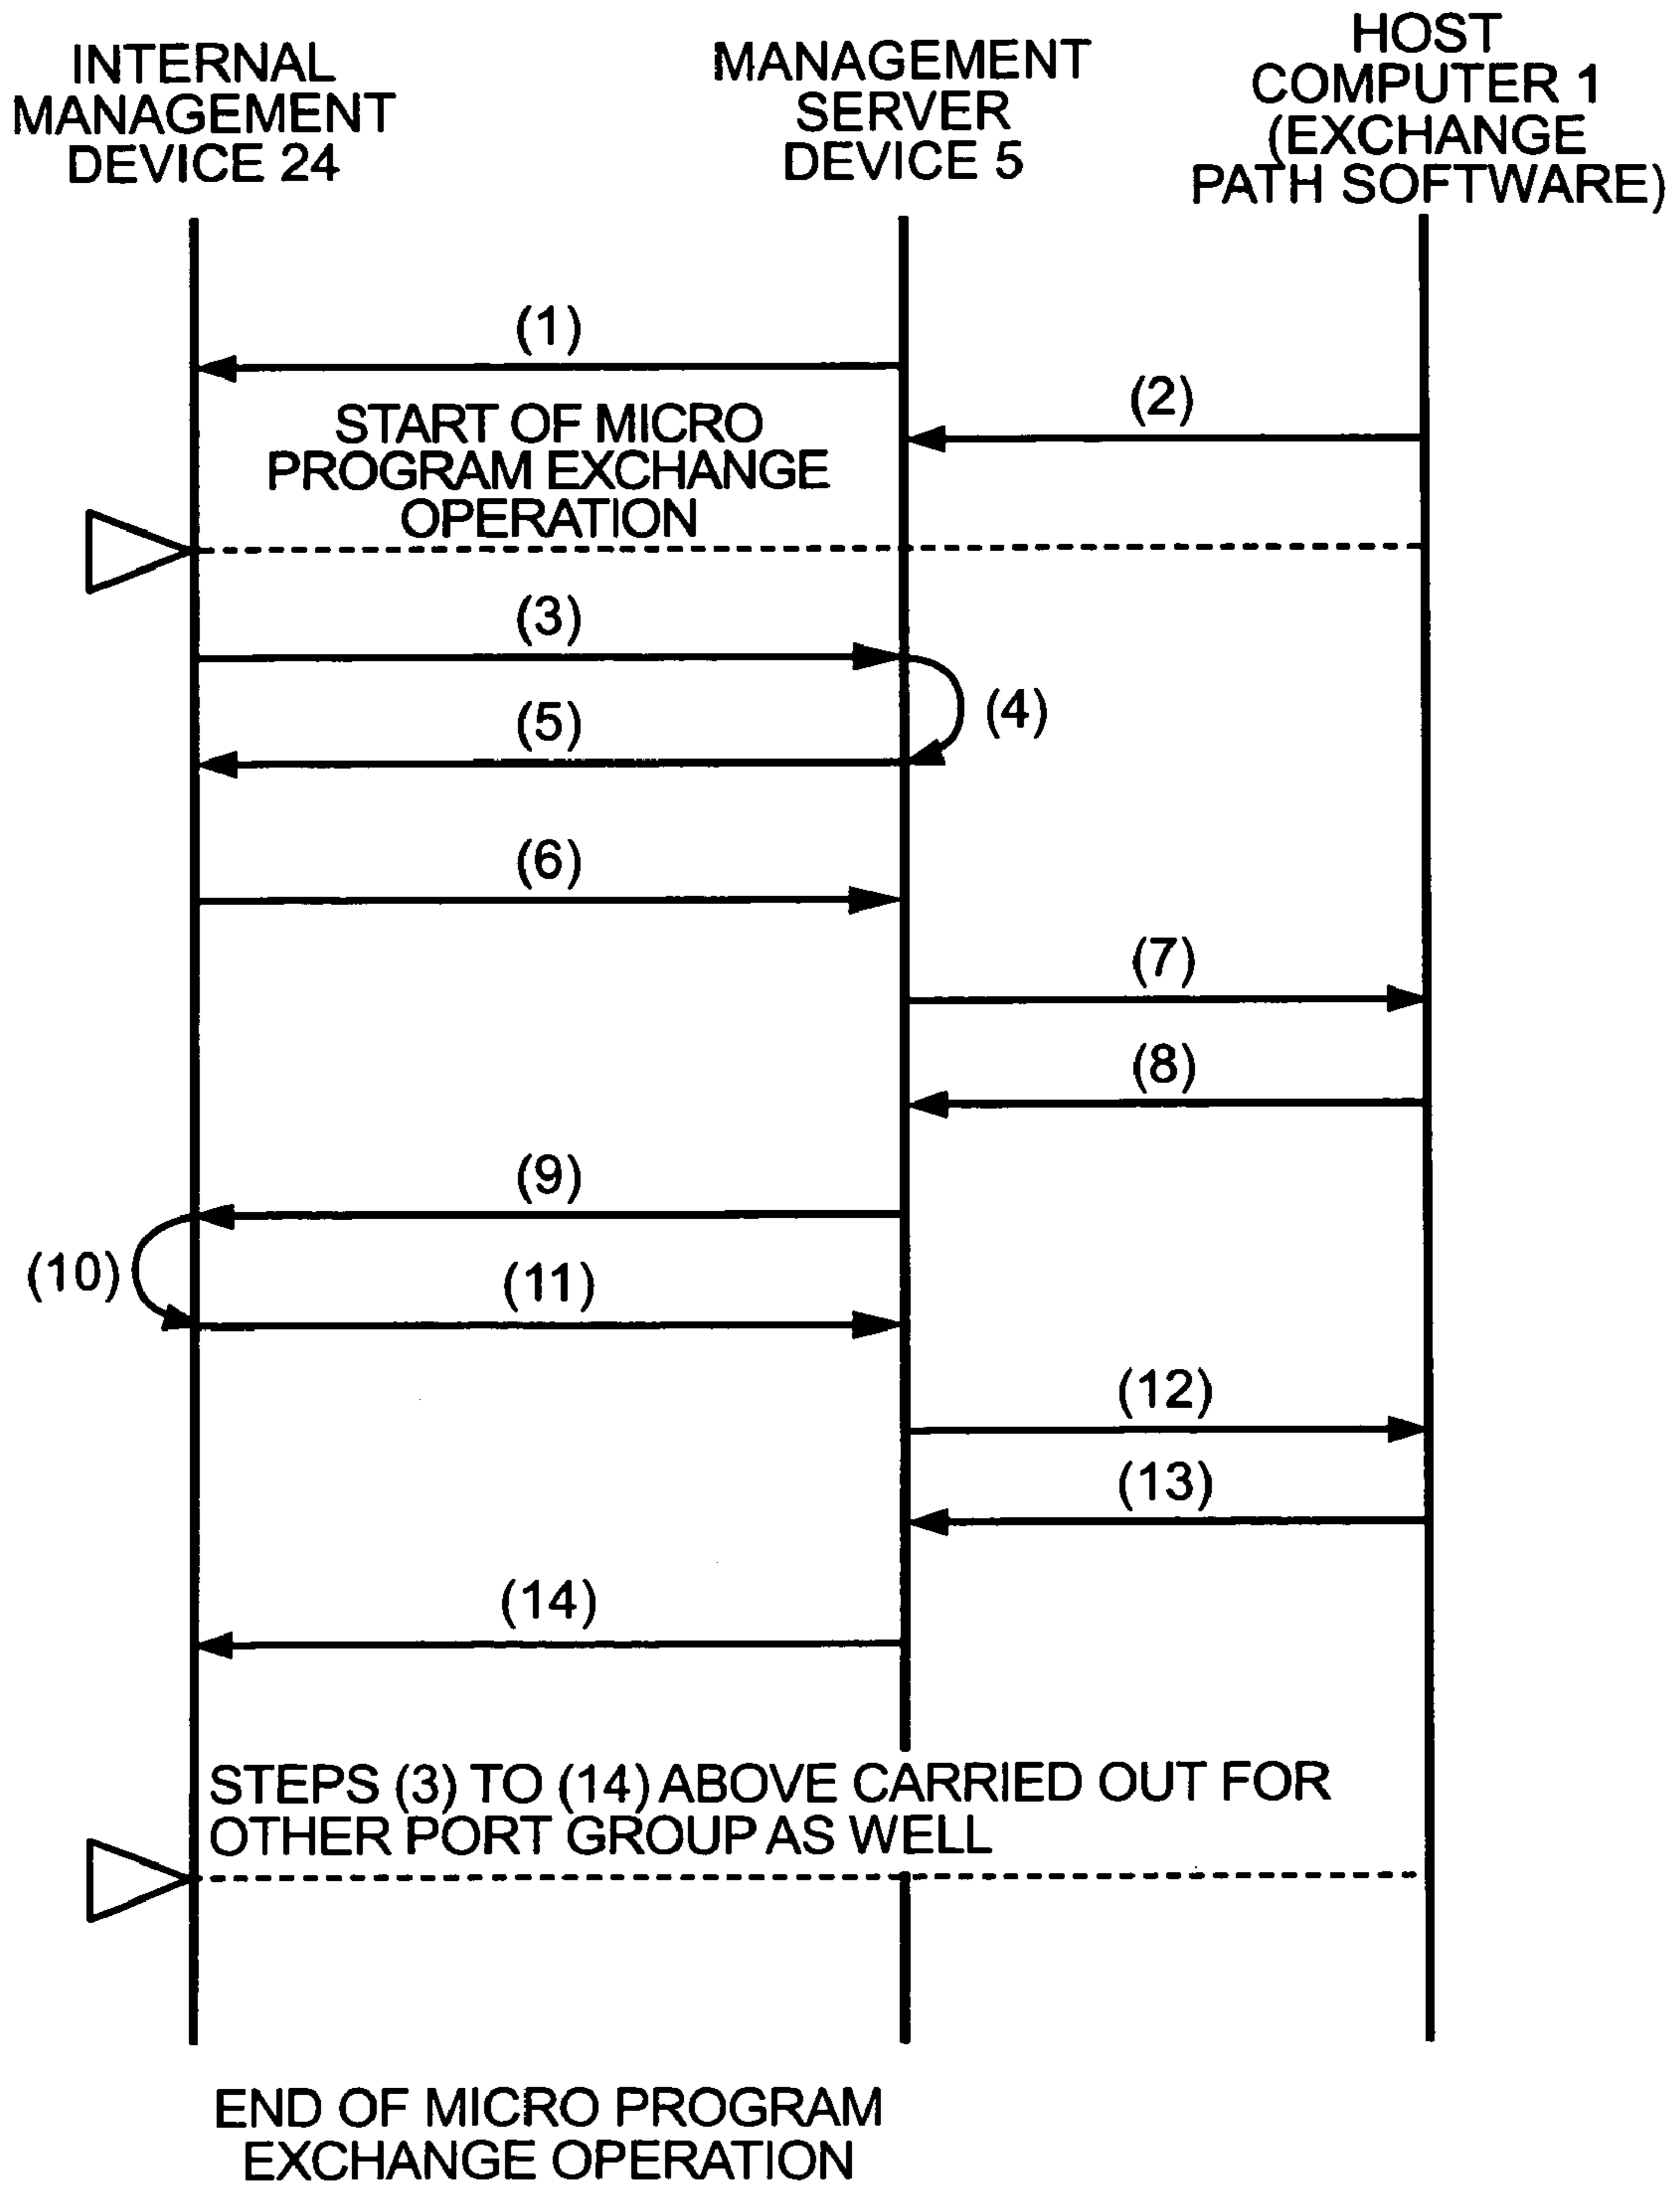 INTERNAL
MANAGEMENT
DEVICE 24
MANAGEMENT
SERVER
DEVICE 5
HOST
COMPUTER 1
(EXCHANGE
PATH SOFTWARE)
(1)
(2)
START OF MICRO
PROGRAM EXCHANGE
OPERATION
(3)
(4)
(5)
(6)
(7)
(8)
(9)
(10)
(11)
(12)
(13)
(14)
STEPS (3) TO (14) ABOVE CARRIED OUT FOR
OTHER PORT GROUP AS WELL
END OF MICRO PROGRAM
EXCHANGE OPERATION